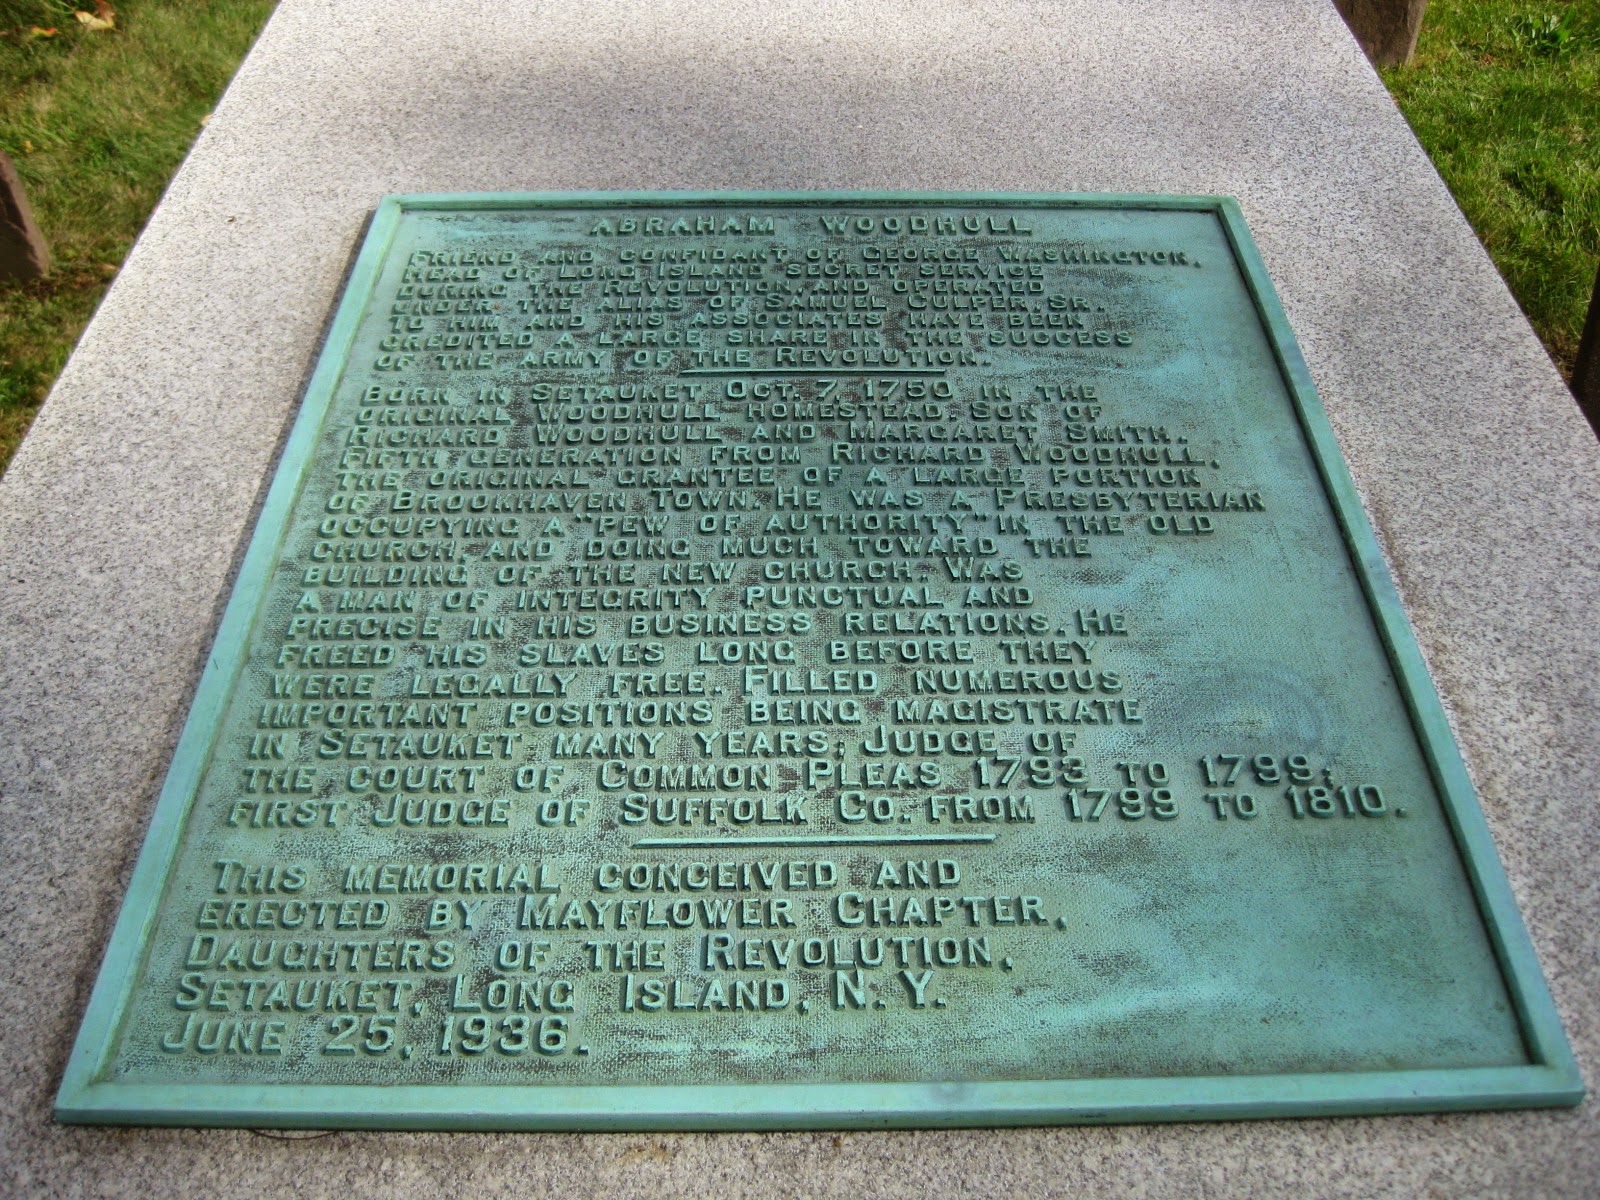 ABRAHAM WOODHULL
FRIEND AND CONFIDANT OF GEORGE WASHINGTON,
HEAD OF LONG ISLAND SECRET SERVICE
DURING THE REVOLUTION, AND OPERATED
UNDER THE ALIAS OF SAMUEL CULPER, SR.
TO HIM AND HIS ASSOCIATES HAVE BEEN
CREDITED A LARGE SHARE IN THE SUCCESS
OF THE ARMY OF THE REVOLUTION.
BORN IN SETAUKET OCT. 7, 1750 IN THE
ORIGINAL WOODHULL HOMESTEAD, SON OF
RICHARD WOODHULL AND MARGARET SMITH.
FIFTH GENERATION FROM RICHARD WOODHULL,
THE ORIGINAL GRANTEE OF A LARGE PORTION
OF BROOKHAVEN TOWN. HE WAS A PRESBYTERIAN
OCCUPYING A "PEW OF AUTHORITY" IN THE OLD
CHURCH AND DOING MUCH TOWARD THE
BUILDING OF THE NEW CHURCH. WAS
A MAN OF INTEGRITY PUNCTUAL AND
PRECISE IN HIS BUSINESS RELATIONS. HE
FREED HIS SLAVES LONG BEFORE THEY
WERE LEGALLY FREE. FILLED NUMEROUS
IMPORTANT POSITIONS BEING MAGISTRATE
IN SETAUKET MANY YEARS; JUDGE OF
THE COURT OF COMMON PLEAS 1793 TO 1799;
FIRST JUDGE OF SUFFOLK CO. FROM 1799 TO 1810.
THIS MEMORIAL CONCEIVED AND
ERECTED BY MAYFLOWER CHAPTER,
DAUGHTERS OF THE REVOLUTION,
SETAUKET, LONG ISLAND, N.Y.
JUNE 25, 1936.